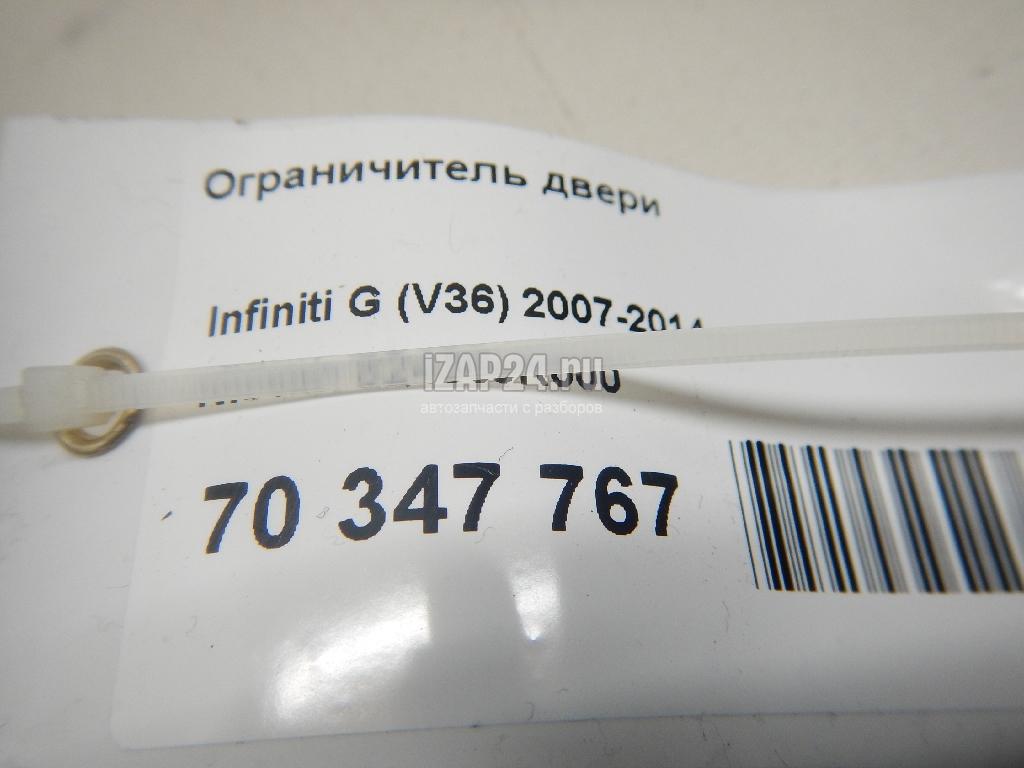 Ограничитель двери
Infiniti G (V36) 2007-2014
iZAP24.ru
автозапчасти с разборов
70 347 767